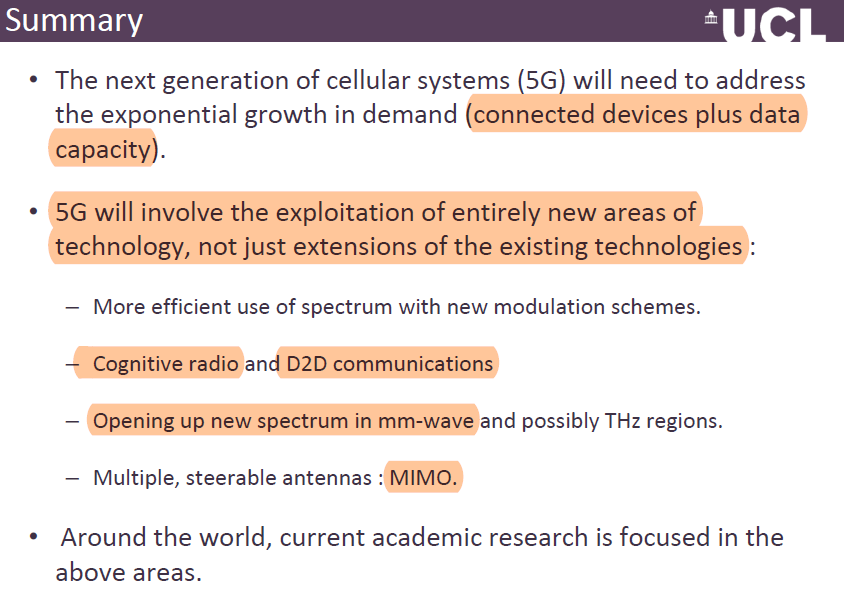 Summary
UCL
• The next generation of cellular systems (5G) will need to address
the exponential growth in demand (connected devices plus data
capacity).
• 5G will involve the exploitation of entirely new areas of
technology, not just extensions of the existing technologies :
– More efficient use of spectrum with new modulation schemes.
– Cognitive radio and D2D communications
– Opening up new spectrum in mm-wave and possibly THz regions.
– Multiple, steerable antennas : MIMO.
• Around the world, current academic research is focused in the
above areas.